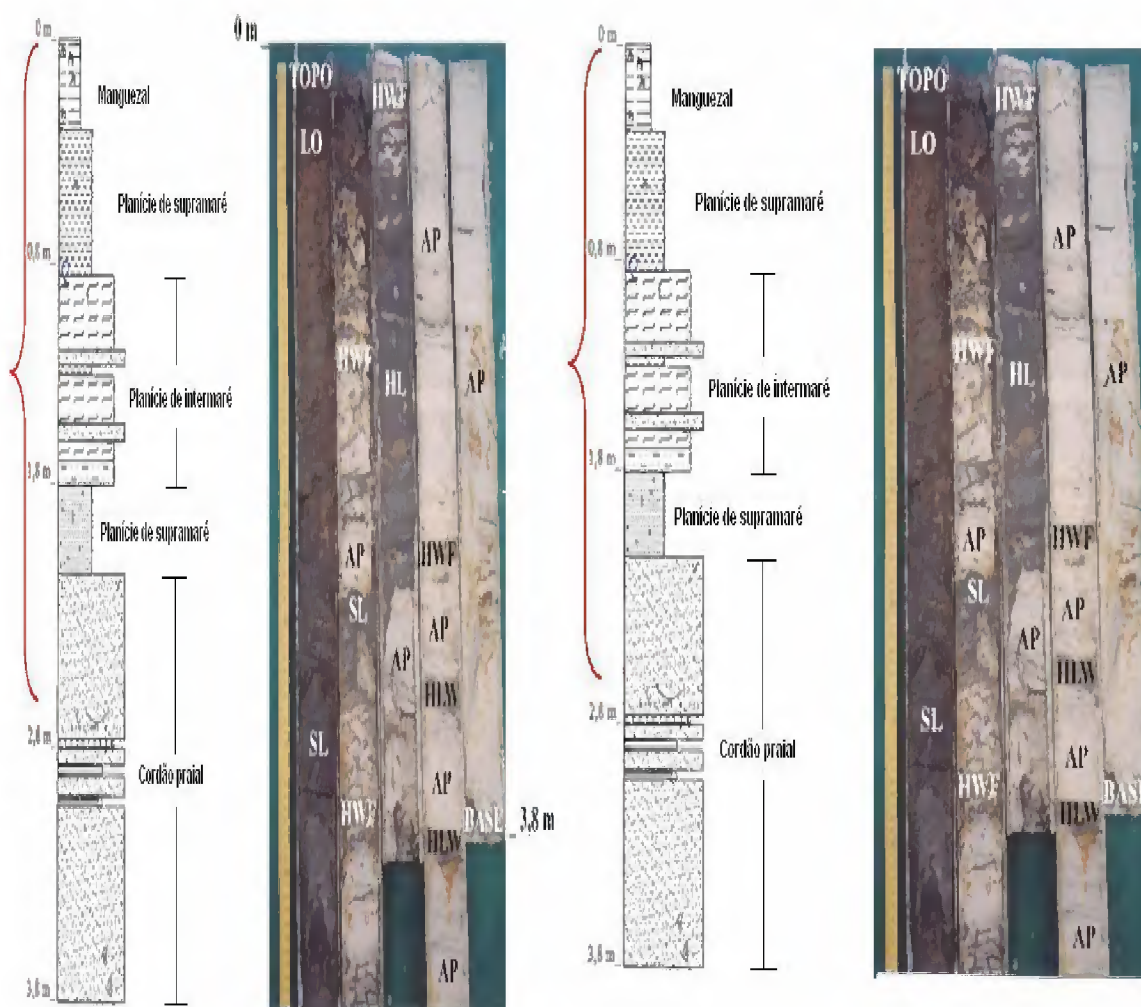 0 m
Manguezal
Planície de supramaré
0,8 m
Planície de intermaré
Planície de supramaré
2,8 m
Cordão praial
3,8 m
0 m
TOPO
LO
SL
HWF
AP
SL
HWF
HWF
HL
AP
AP
HWF
AP
HLW
AP
HLW
AP
AP
BASE
3,8 m
0 m
Manguezal
Planície de supramaré
0,8 m
Planície de intermaré
Planície de supramaré
2,8 m
Cordão praial
3,8 m
TOPO
LO
SL
HWF
AP
SL
HWF
HWF
HL
AP
AP
HWF
AP
HLW
AP
HLW
AP
AP
BASE